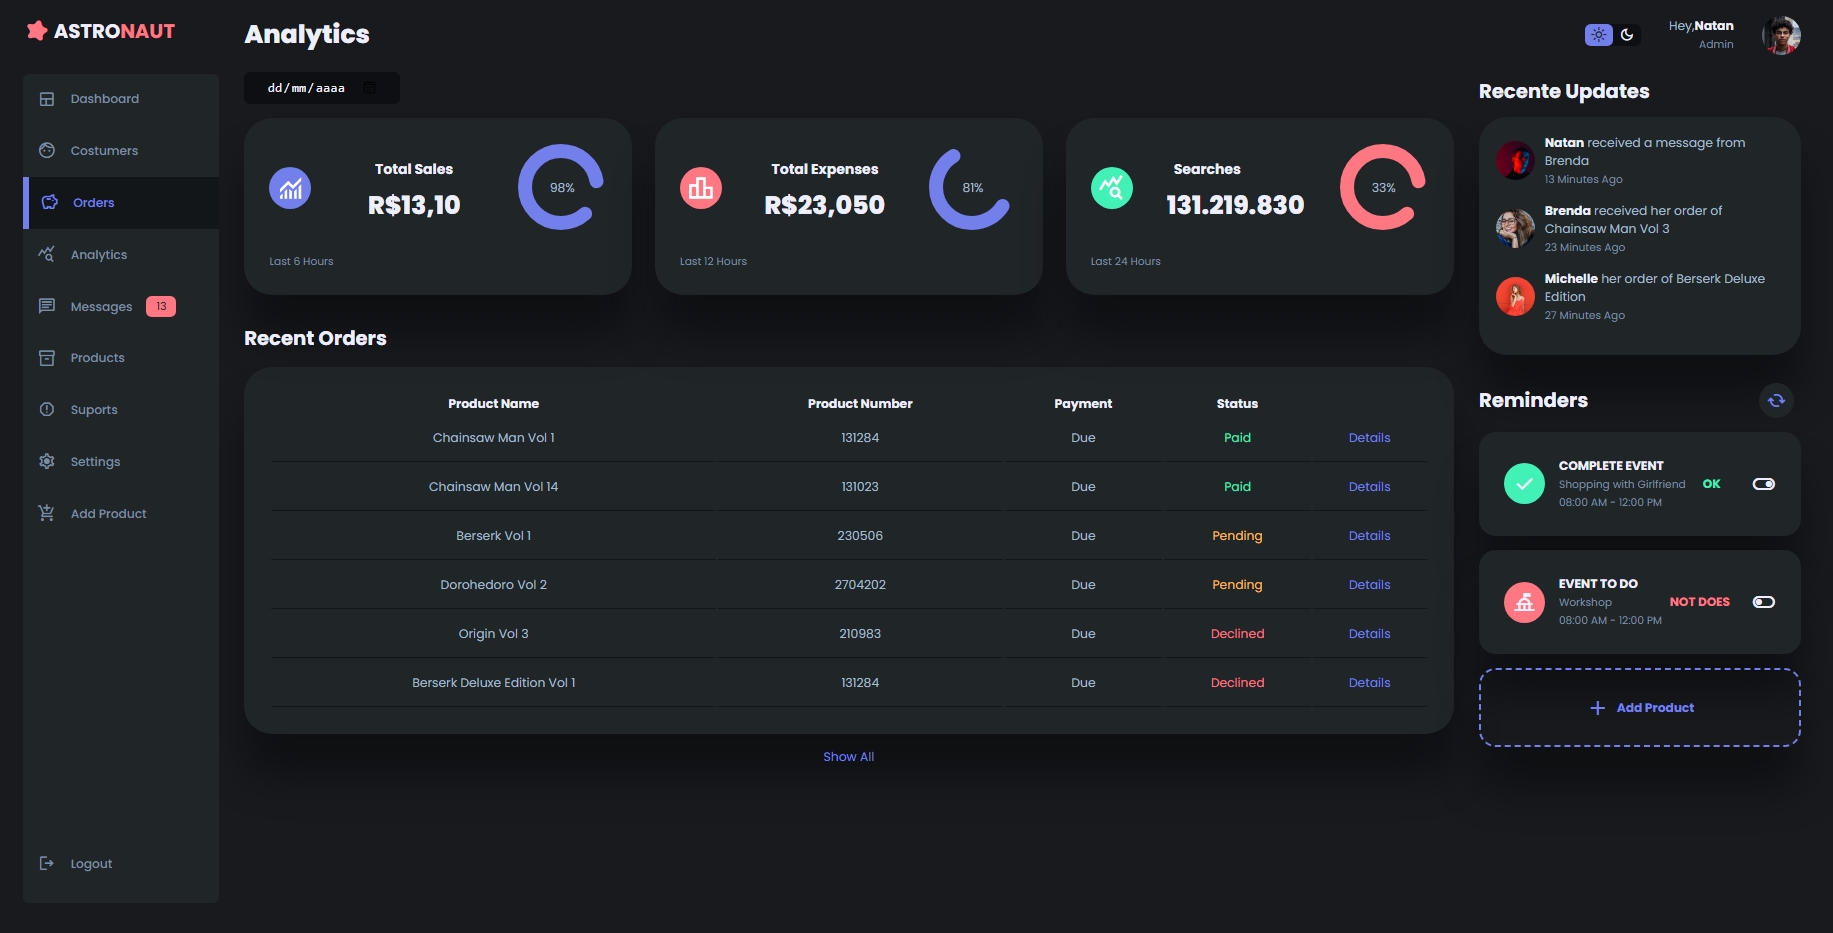 ASTRONAUT
Dashboard
Costumers
Orders
Analytics
Messages 13
Products
Suports
Settings
Add Product
Logout
Analytics
dd/mm/aaaa
Total Sales
R$13,10
98%
Last 6 Hours
Total Expenses
R$23,050
81%
Last 12 Hours
Searches
131.219.830
33%
Last 24 Hours
Recent Orders
Product Name Product Number Payment Status
Chainsaw Man Vol 1 131284 Due Paid Details
Chainsaw Man Vol 14 131023 Due Paid Details
Berserk Vol 1 230506 Due Pending Details
Dorohedoro Vol 2 2704202 Due Pending Details
Origin Vol 3 210983 Due Declined Details
Berserk Deluxe Edition Vol 1 131284 Due Declined Details
Show All
Hey,Natan
Admin
Recente Updates
Natan received a message from
Brenda
13 Minutes Ago
Brenda received her order of
Chainsaw Man Vol 3
23 Minutes Ago
Michelle her order of Berserk Deluxe
Edition
27 Minutes Ago
Reminders
COMPLETE EVENT
Shopping with Girlfriend OK
08:00 AM - 12:00 PM
EVENT TO DO
Workshop NOT DOES
08:00 AM - 12:00 PM
Add Product